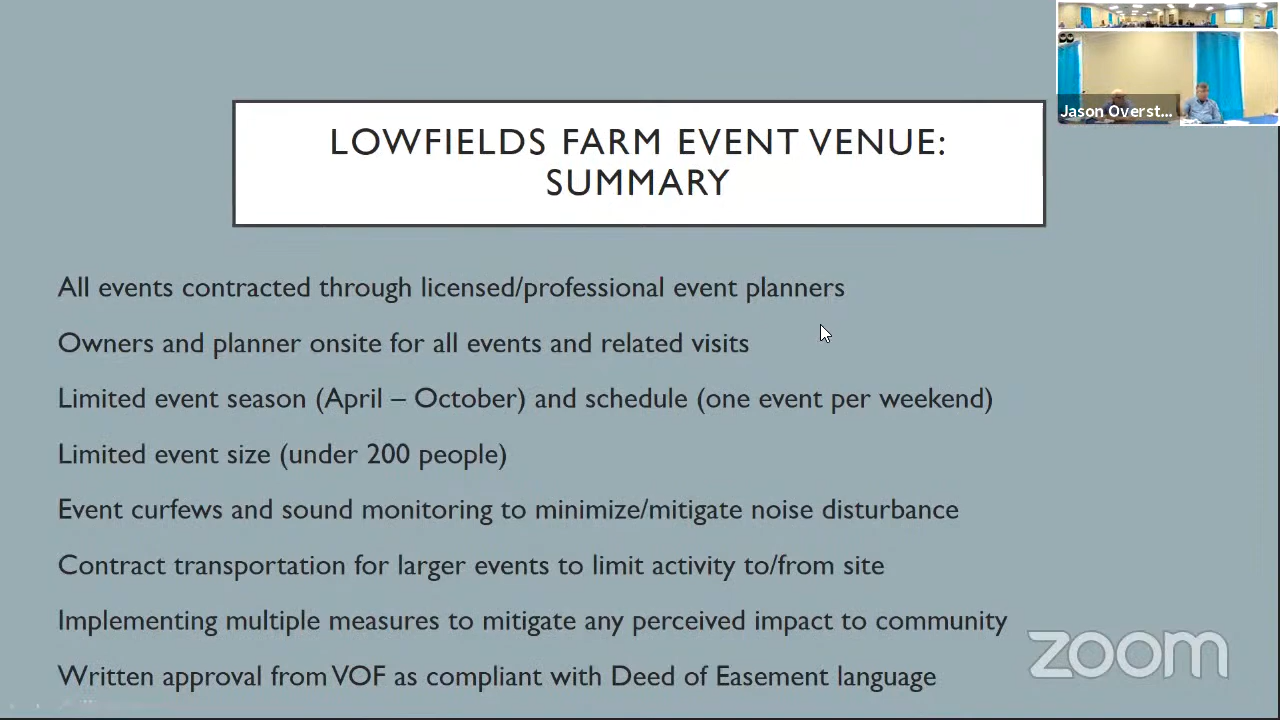 Jason Overst...
LOWFIELDS FARM EVENT VENUE:
SUMMARY
All events contracted through licensed/professional event planners
Owners and planner onsite for all events and related visits
Limited event season (April – October) and schedule (one event per weekend)
Limited event size (under 200 people)
Event curfews and sound monitoring to minimize/mitigate noise disturbance
Contract transportation for larger events to limit activity to/from site
Implementing multiple measures to mitigate any perceived impact to community
Written approval from VOF as compliant with Deed of Easement language
zoom